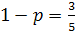 1 − p = 3/5